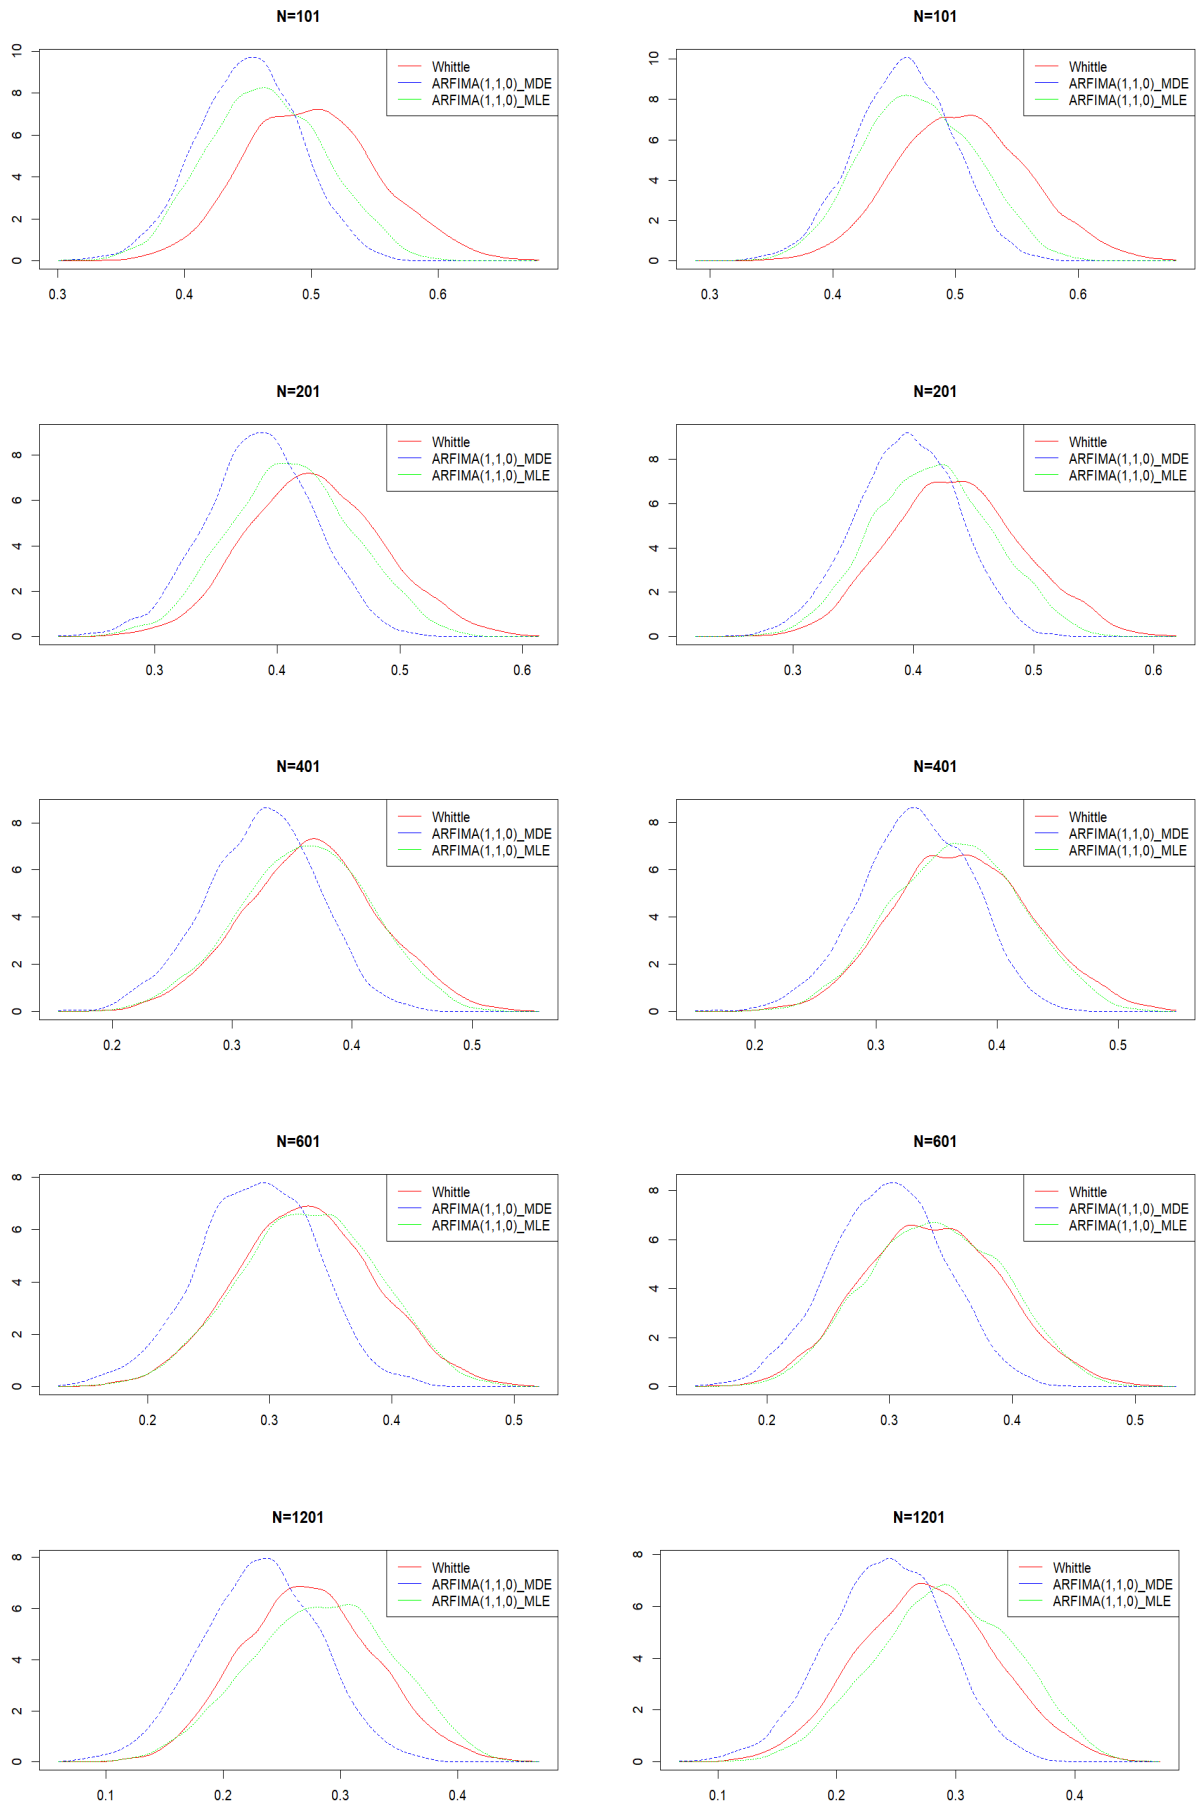 N=101
10
8
6
4
2
0
Whittle
ARFIMA(1,1,0)_MDE
ARFIMA(1,1,0)_MLE
0.3 0.4 0.5 0.6
N=101
10
8
6
4
2
0
Whittle
ARFIMA(1,1,0)_MDE
ARFIMA(1,1,0)_MLE
0.3 0.4 0.5 0.6
N=201
8
6
4
2
0
Whittle
ARFIMA(1,1,0)_MDE
ARFIMA(1,1,0)_MLE
0.3 0.4 0.5 0.6
N=201
8
6
4
2
0
Whittle
ARFIMA(1,1,0)_MDE
ARFIMA(1,1,0)_MLE
0.3 0.4 0.5 0.6
N=401
8
6
4
2
0
Whittle
ARFIMA(1,1,0)_MDE
ARFIMA(1,1,0)_MLE
0.2 0.3 0.4 0.5
N=401
8
6
4
2
0
Whittle
ARFIMA(1,1,0)_MDE
ARFIMA(1,1,0)_MLE
0.2 0.3 0.4 0.5
N=601
8
6
4
2
0
Whittle
ARFIMA(1,1,0)_MDE
ARFIMA(1,1,0)_MLE
0.2 0.3 0.4 0.5
N=601
8
6
4
2
0
Whittle
ARFIMA(1,1,0)_MDE
ARFIMA(1,1,0)_MLE
0.2 0.3 0.4 0.5
N=1201
8
6
4
2
0
Whittle
ARFIMA(1,1,0)_MDE
ARFIMA(1,1,0)_MLE
0.1 0.2 0.3 0.4
N=1201
8
6
4
2
0
Whittle
ARFIMA(1,1,0)_MDE
ARFIMA(1,1,0)_MLE
0.1 0.2 0.3 0.4